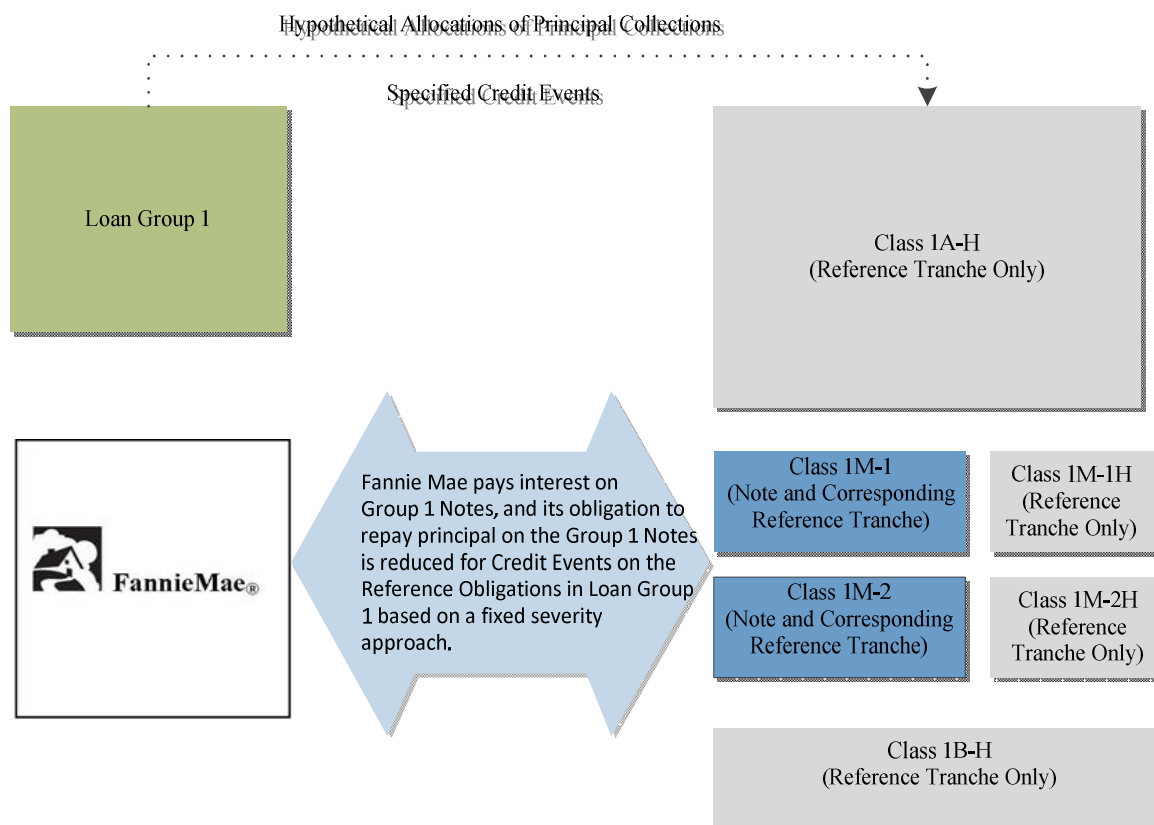 Hypothetical Allocations of Principal Collections
Specified Credit Events
Loan Group 1
Class 1A-H
(Reference Tranche Only)
FannieMae®
Fannie Mae pays interest on
Group 1 Notes, and its obligation to
repay principal on the Group 1 Notes
is reduced for Credit Events on the
Reference Obligations in Loan Group
1 based on a fixed severity
approach.
Class 1M-1
(Note and Corresponding
Reference Tranche)
Class 1M-1H
(Reference
Tranche Only)
Class 1M-2
(Note and Corresponding
Reference Tranche)
Class 1M-2H
(Reference
Tranche Only)
Class 1B-H
(Reference Tranche Only)